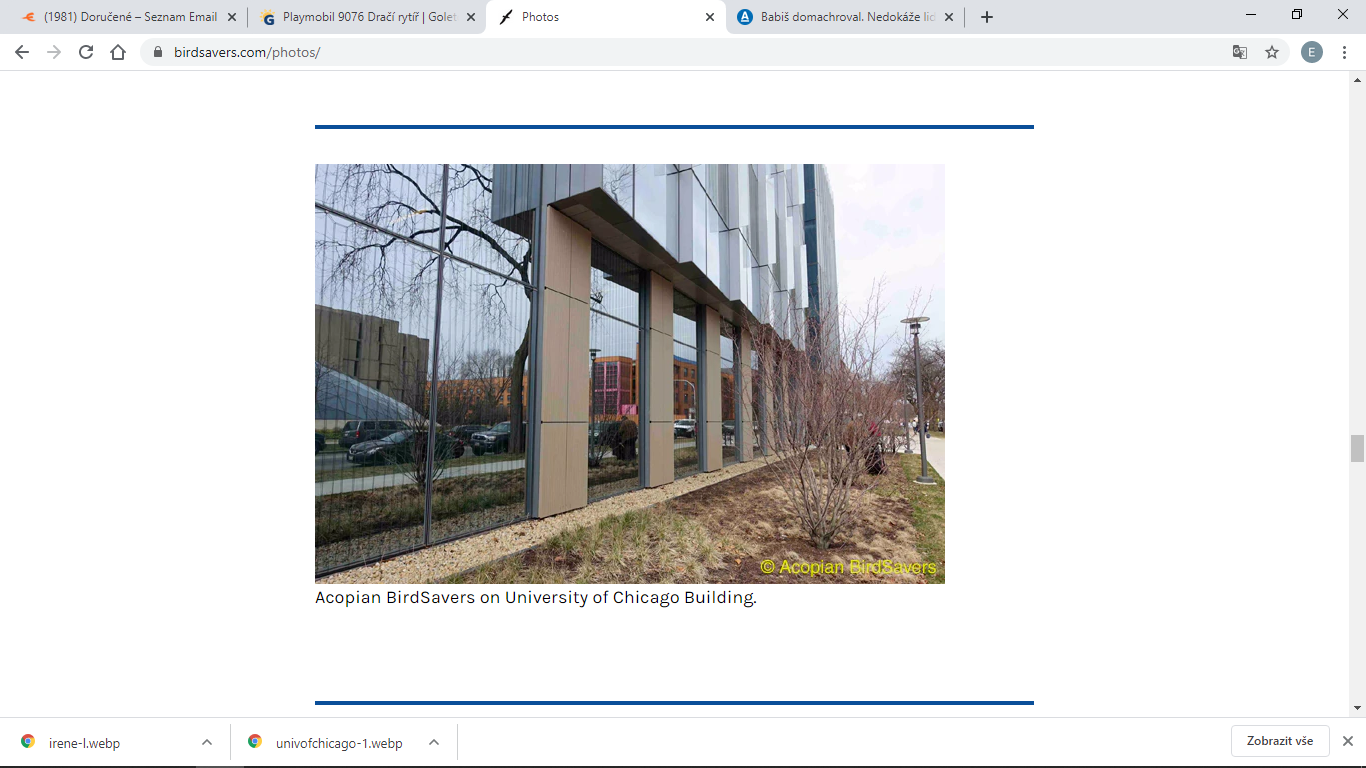 (1981) Doručené – Seznam Email
Playmobil 9076 Dračí rytíř | Golet
Photos
Babiš domachroval. Nedokáže lid
birdsavers.com/photos/
E
© Acopian BirdSavers
Acopian BirdSavers on University of Chicago Building.
irene-l.webp
univofchicago-1.webp
Zobrazit vše